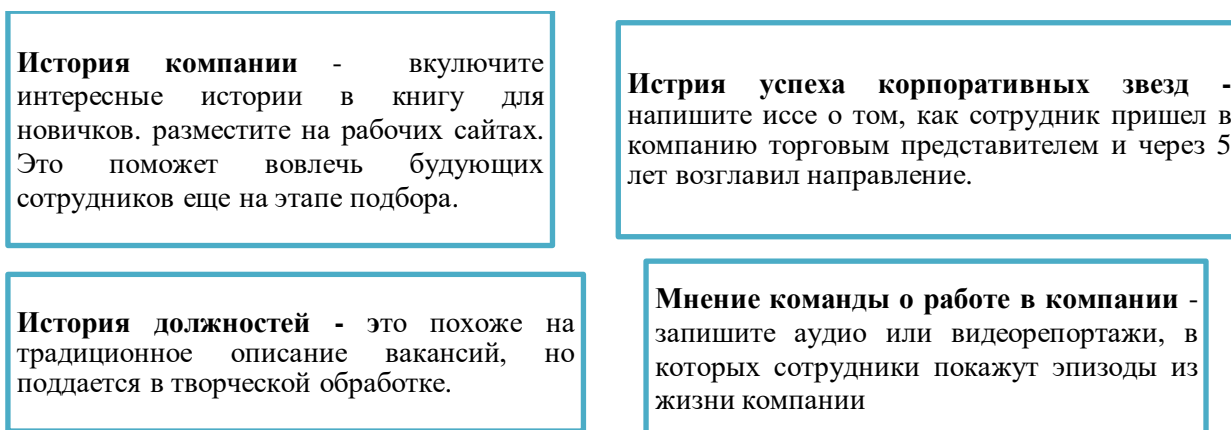 История компании - вкулючите
интересные истории в книгу для
новичков. разместите на рабочих сайтах.
Это поможет вовлечь будующих
сотрудников еще на этапе подбора.
Истрия успеха корпоративных звезд -
напишите иссе о том, как сотрудник пришел в
компанию торговым представителем и через 5
лет возглавил направление.
История должностей - это похоже на
традиционное описание вакансий, но
поддается в творческой обработке.
Мнение команды о работе в компании -
запишите аудио или видеорепортажи, в
которых сотрудники покажут эпизоды из
жизни компании